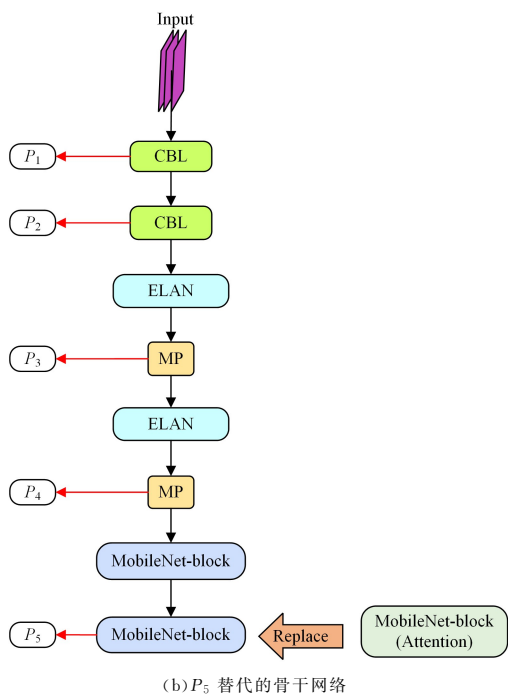 Input
P₁
CBL
P₂
CBL
ELAN
P₃
MP
ELAN
P₄
MP
MobileNet-block
P₅
MobileNet-block
Replace
MobileNet-block
(Attention)
(b)P₅ 替代的骨干网络